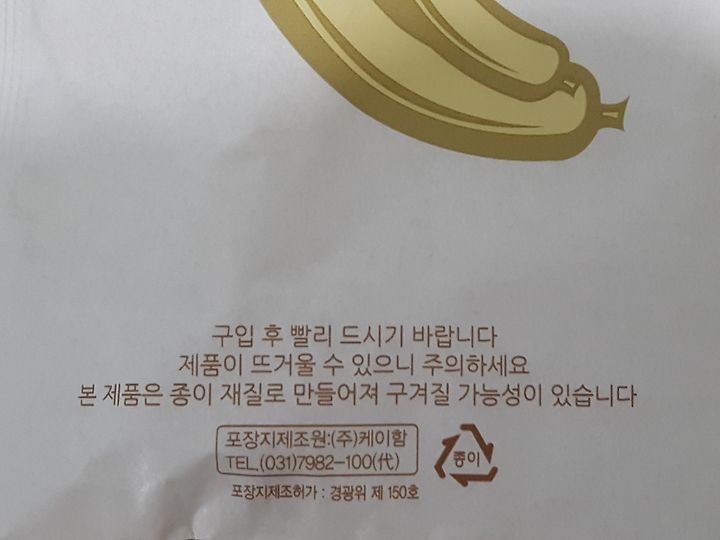 구입 후 빨리 드시기 바랍니다
제품이 뜨거울 수 있으니 주의하세요
본 제품은 종이 재질로 만들어져 구겨질 가능성이 있습니다
포장지제조원:(주)케이함
TEL.(031)7982-100(代)
종이
포장지제조허가 : 경광위 제 150호